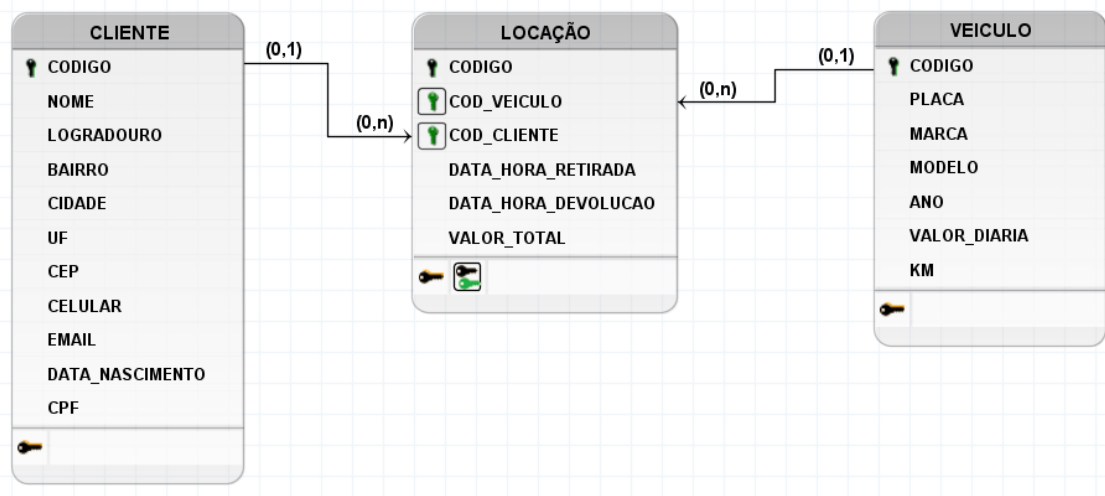 CLIENTE
CODIGO
NOME
LOGRADOURO
BAIRRO
CIDADE
UF
CEP
CELULAR
EMAIL
DATA_NASCIMENTO
CPF
(0,1)
(0,n)
LOCAÇÃO
CODIGO
COD_VEICULO
COD_CLIENTE
DATA_HORA_RETIRADA
DATA_HORA_DEVOLUCAO
VALOR_TOTAL
(0,n)
(0,1)
VEICULO
CODIGO
PLACA
MARCA
MODELO
ANO
VALOR_DIARIA
KM